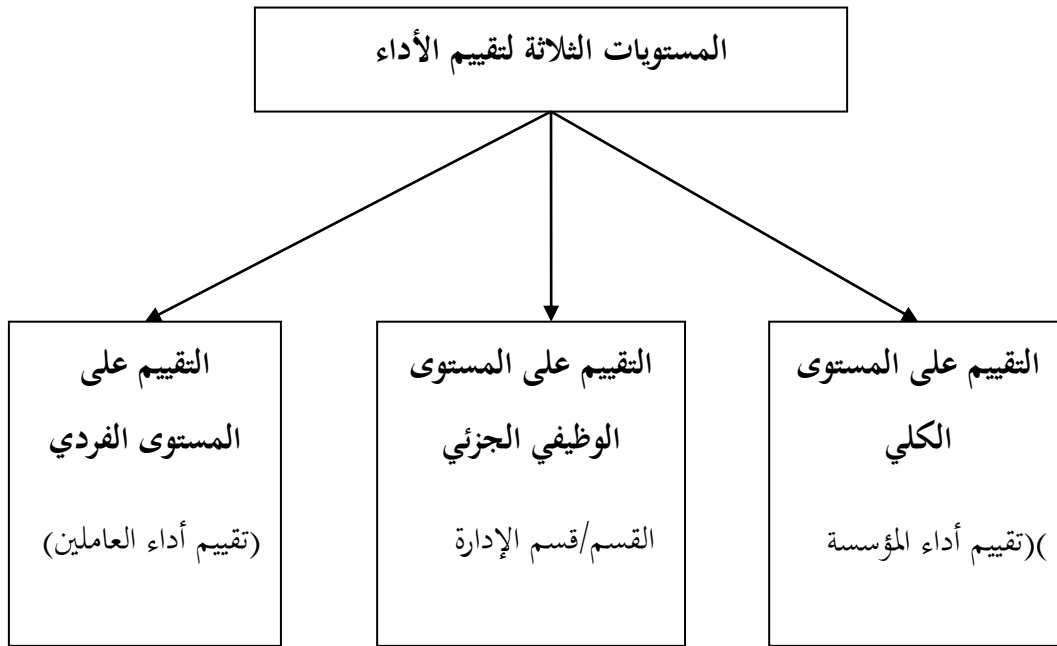 المستويات الثلاثة لتقييم الأداء
التقييم على المستوى
الكلي
)(تقييم أداء المؤسسة
التقييم على المستوى
الوظيفي الجزئي
القسم/قسم الإدارة
التقييم على
المستوى الفردي
(تقييم أداء العاملين)